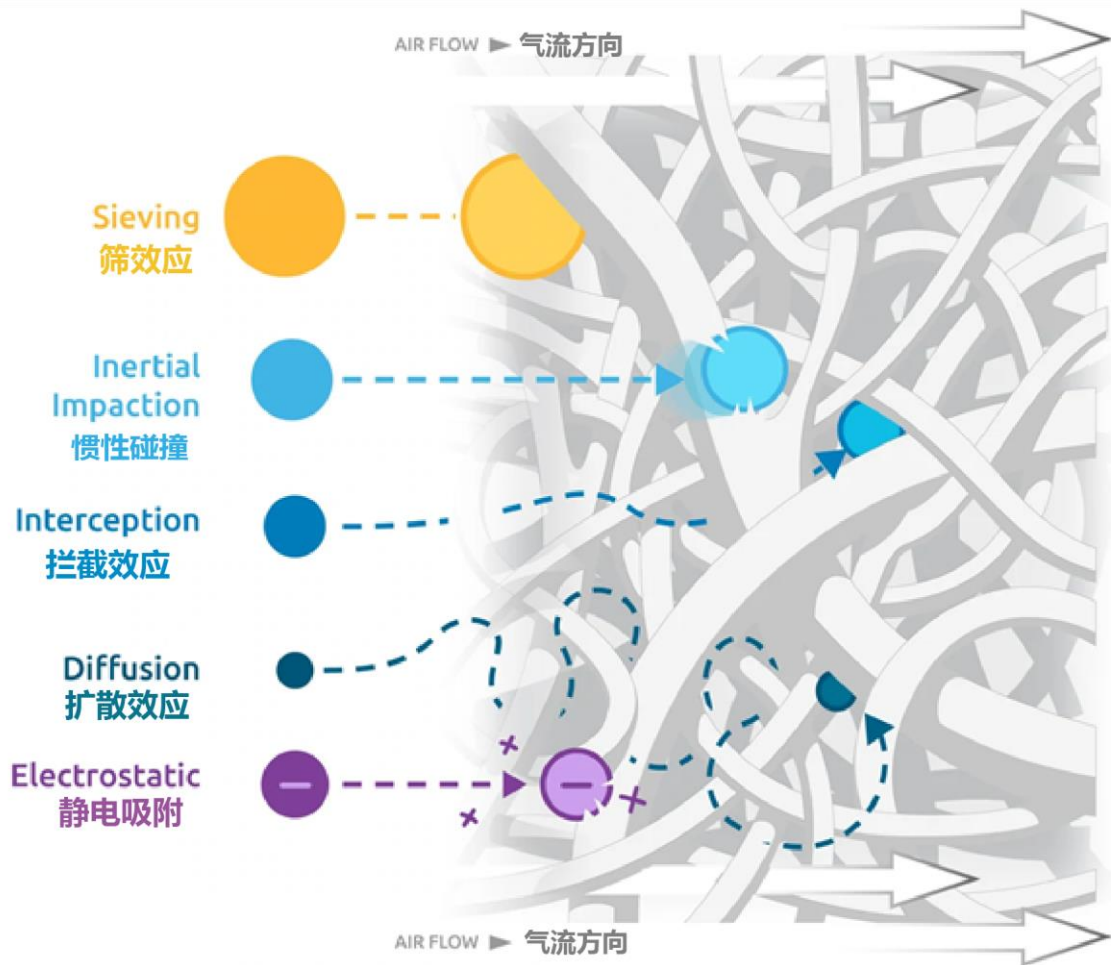 AIR FLOW ► 气流方向
Sieving
筛效应
Inertial
Impaction
惯性碰撞
Interception
拦截效应
Diffusion
扩散效应
Electrostatic
静电吸附
AIR FLOW ► 气流方向